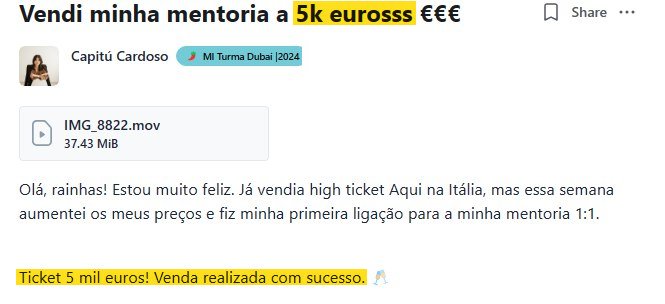 Vendi minha mentoria a 5k eurosss €€€
Share
Capitú Cardoso
🌶️ MI Turma Dubai |2024
IMG_8822.mov
37.43 MiB
Olá, rainhas! Estou muito feliz. Já vendia high ticket Aqui na Itália, mas essa semana
aumentei os meus preços e fiz minha primeira ligação para a minha mentoria 1:1.
Ticket 5 mil euros! Venda realizada com sucesso. 🥂